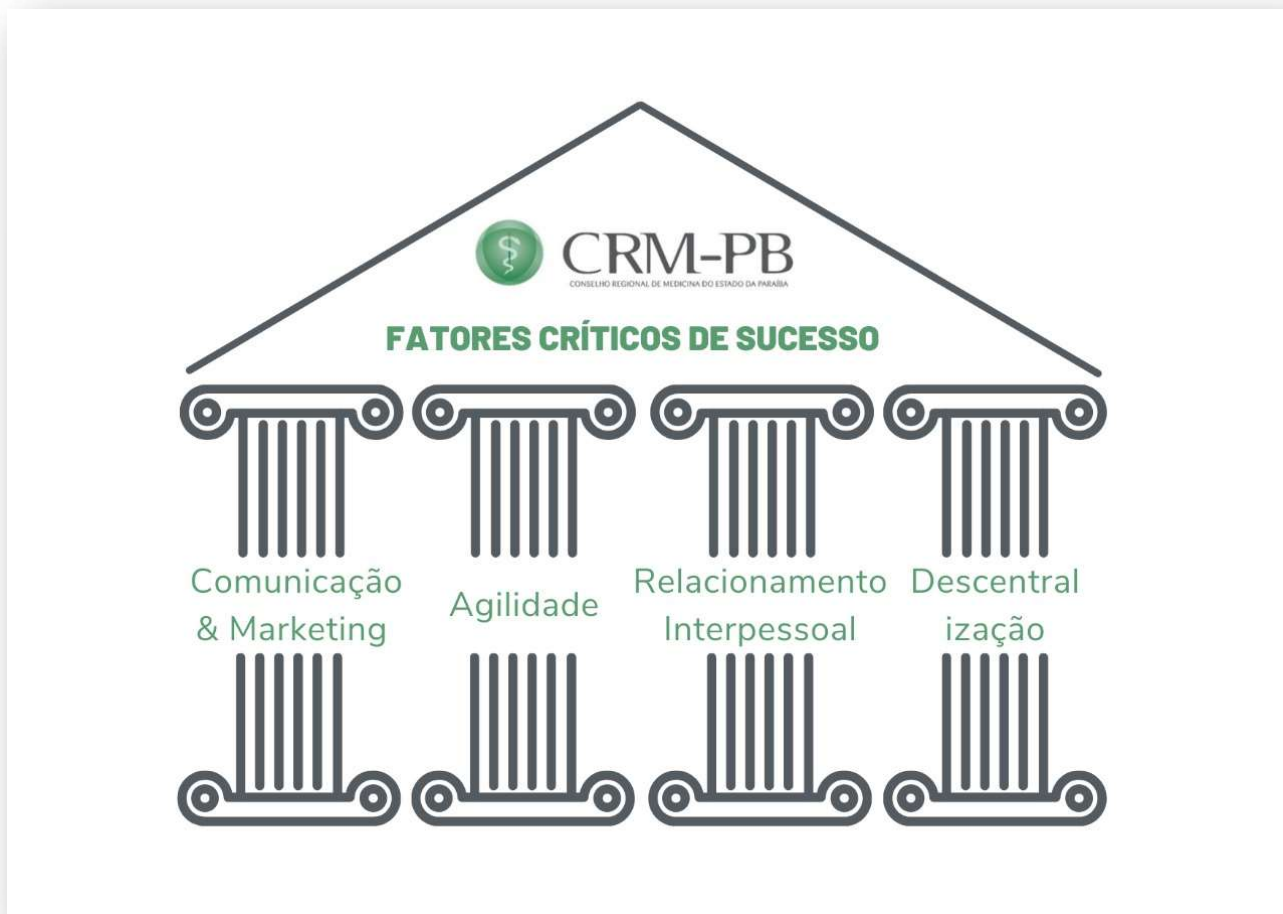 CRM-PB
CONSELHO REGIONAL DE MEDICINA DO ESTADO DA PARAÍBA
FATORES CRÍTICOS DE SUCESSO
Comunicação
& Marketing
Agilidade
Relacionamento
Interpessoal
Descentral
ização